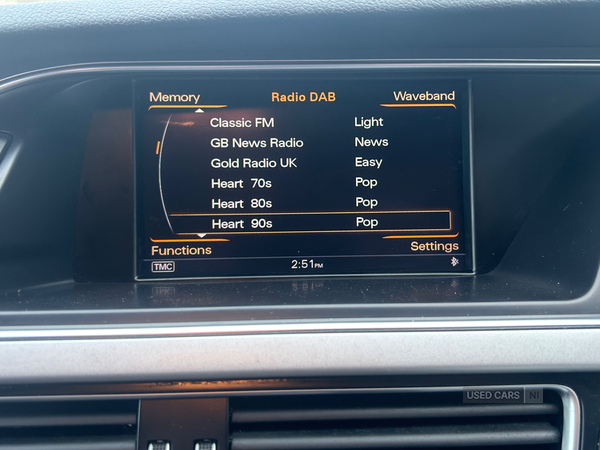 Memory Radio DAB Waveband
Classic FM Light
GB News Radio News
Gold Radio UK Easy
Heart 70s Pop
Heart 80s Pop
Heart 90s Pop
Functions Settings
TMC 2:51PM
USED CARS NI